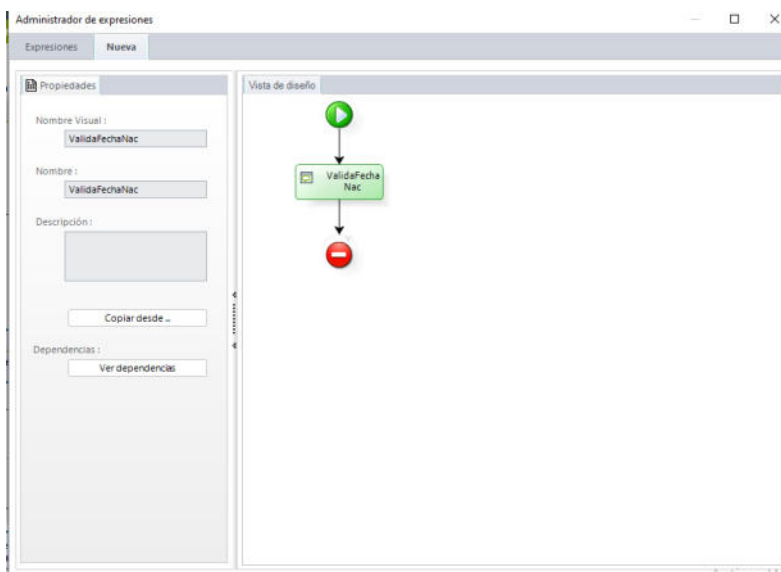 Administrador de expresiones
Expresiones Nueva
Propiedades
Nombre Visual :
ValidaFechaNac
Nombre :
ValidaFechaNac
Descripción :
Copiar desde ...
Dependencias :
Ver dependencias
Vista de diseño
ValidaFecha
Nac